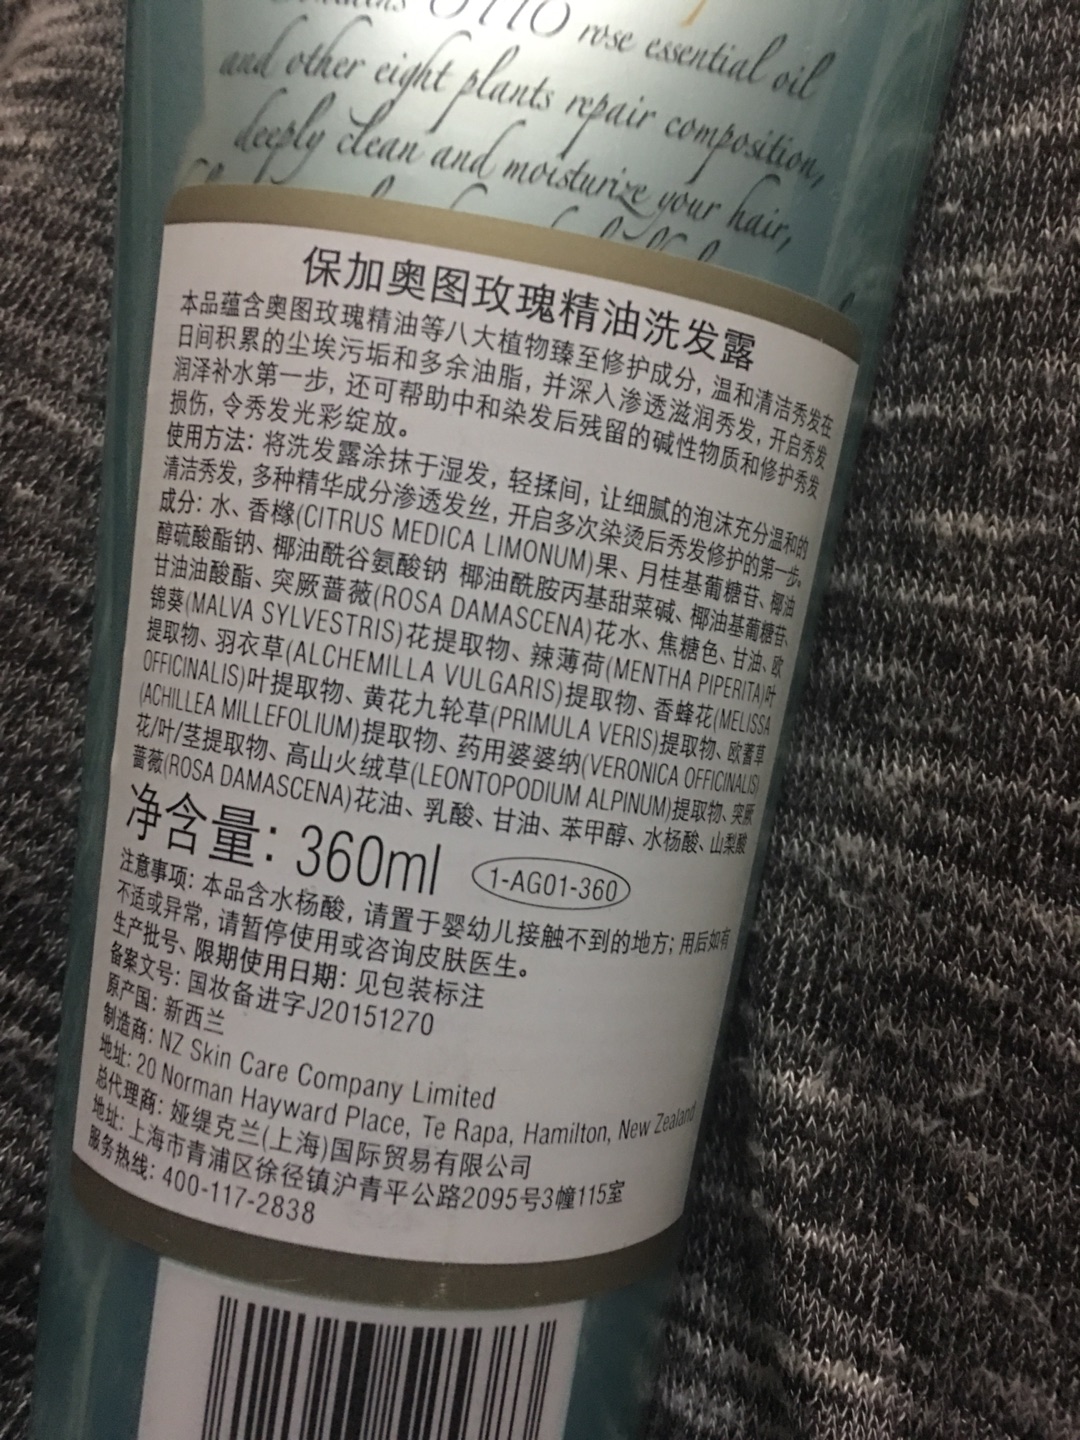 OTTO rose essential oil
and other eight plants repair composition,
deeply clean and moisturize your hair,
保加奥图玫瑰精油洗发露
本品蕴含奥图玫瑰精油等八大植物臻至修护成分，温和清洁秀发在
日间积累的尘埃污垢和多余油脂，并深入渗透滋润秀发，开启秀发
润泽补水第一步，还可帮助中和染发后残留的碱性物质和修护秀发
损伤，令秀发光彩绽放。
使用方法：将洗发露涂抹于湿发，轻揉间，让细腻的泡沫充分温和的
清洁秀发，多种精华成分渗透发丝，开启多次染烫后秀发修护的第一步。
成分：水、香橼(CITRUS MEDICA LIMONUM)果、月桂基葡糖苷、椰油
醇硫酸酯钠、椰油酰谷氨酸钠 椰油酰胺丙基甜菜碱、椰油基葡糖苷、
甘油油酸酯、突厥蔷薇(ROSA DAMASCENA)花水、焦糖色、甘油、欧
锦葵(MALVA SYLVESTRIS)花提取物、辣薄荷(MENTHA PIPERITA)叶
提取物、羽衣草(ALCHEMILLA VULGARIS)提取物、香蜂花(MELISSA
OFFICINALIS)叶提取物、黄花九轮草(PRIMULA VERIS)提取物、欧蓍草
(ACHILLEA MILLEFOLIUM)提取物、药用婆婆纳(VERONICA OFFICINALIS)
花/叶/茎提取物、高山火绒草(LEONTOPODIUM ALPINUM)提取物、突厥
蔷薇(ROSA DAMASCENA)花油、乳酸、甘油、苯甲醇、水杨酸、山梨酸
净含量：360ml 1-AG01-360
注意事项：本品含水杨酸，请置于婴幼儿接触不到的地方；用后如有
不适或异常，请暂停使用或咨询皮肤医生。
生产批号、限期使用日期：见包装标注
备案文号：国妆备进字J20151270
原产国：新西兰
制造商：NZ Skin Care Company Limited
地址：20 Norman Hayward Place, Te Rapa, Hamilton, New Zealand
总代理商：娅缇克兰(上海)国际贸易有限公司
地址：上海市青浦区徐径镇沪青平公路2095号3幢115室
服务热线：400-117-2838